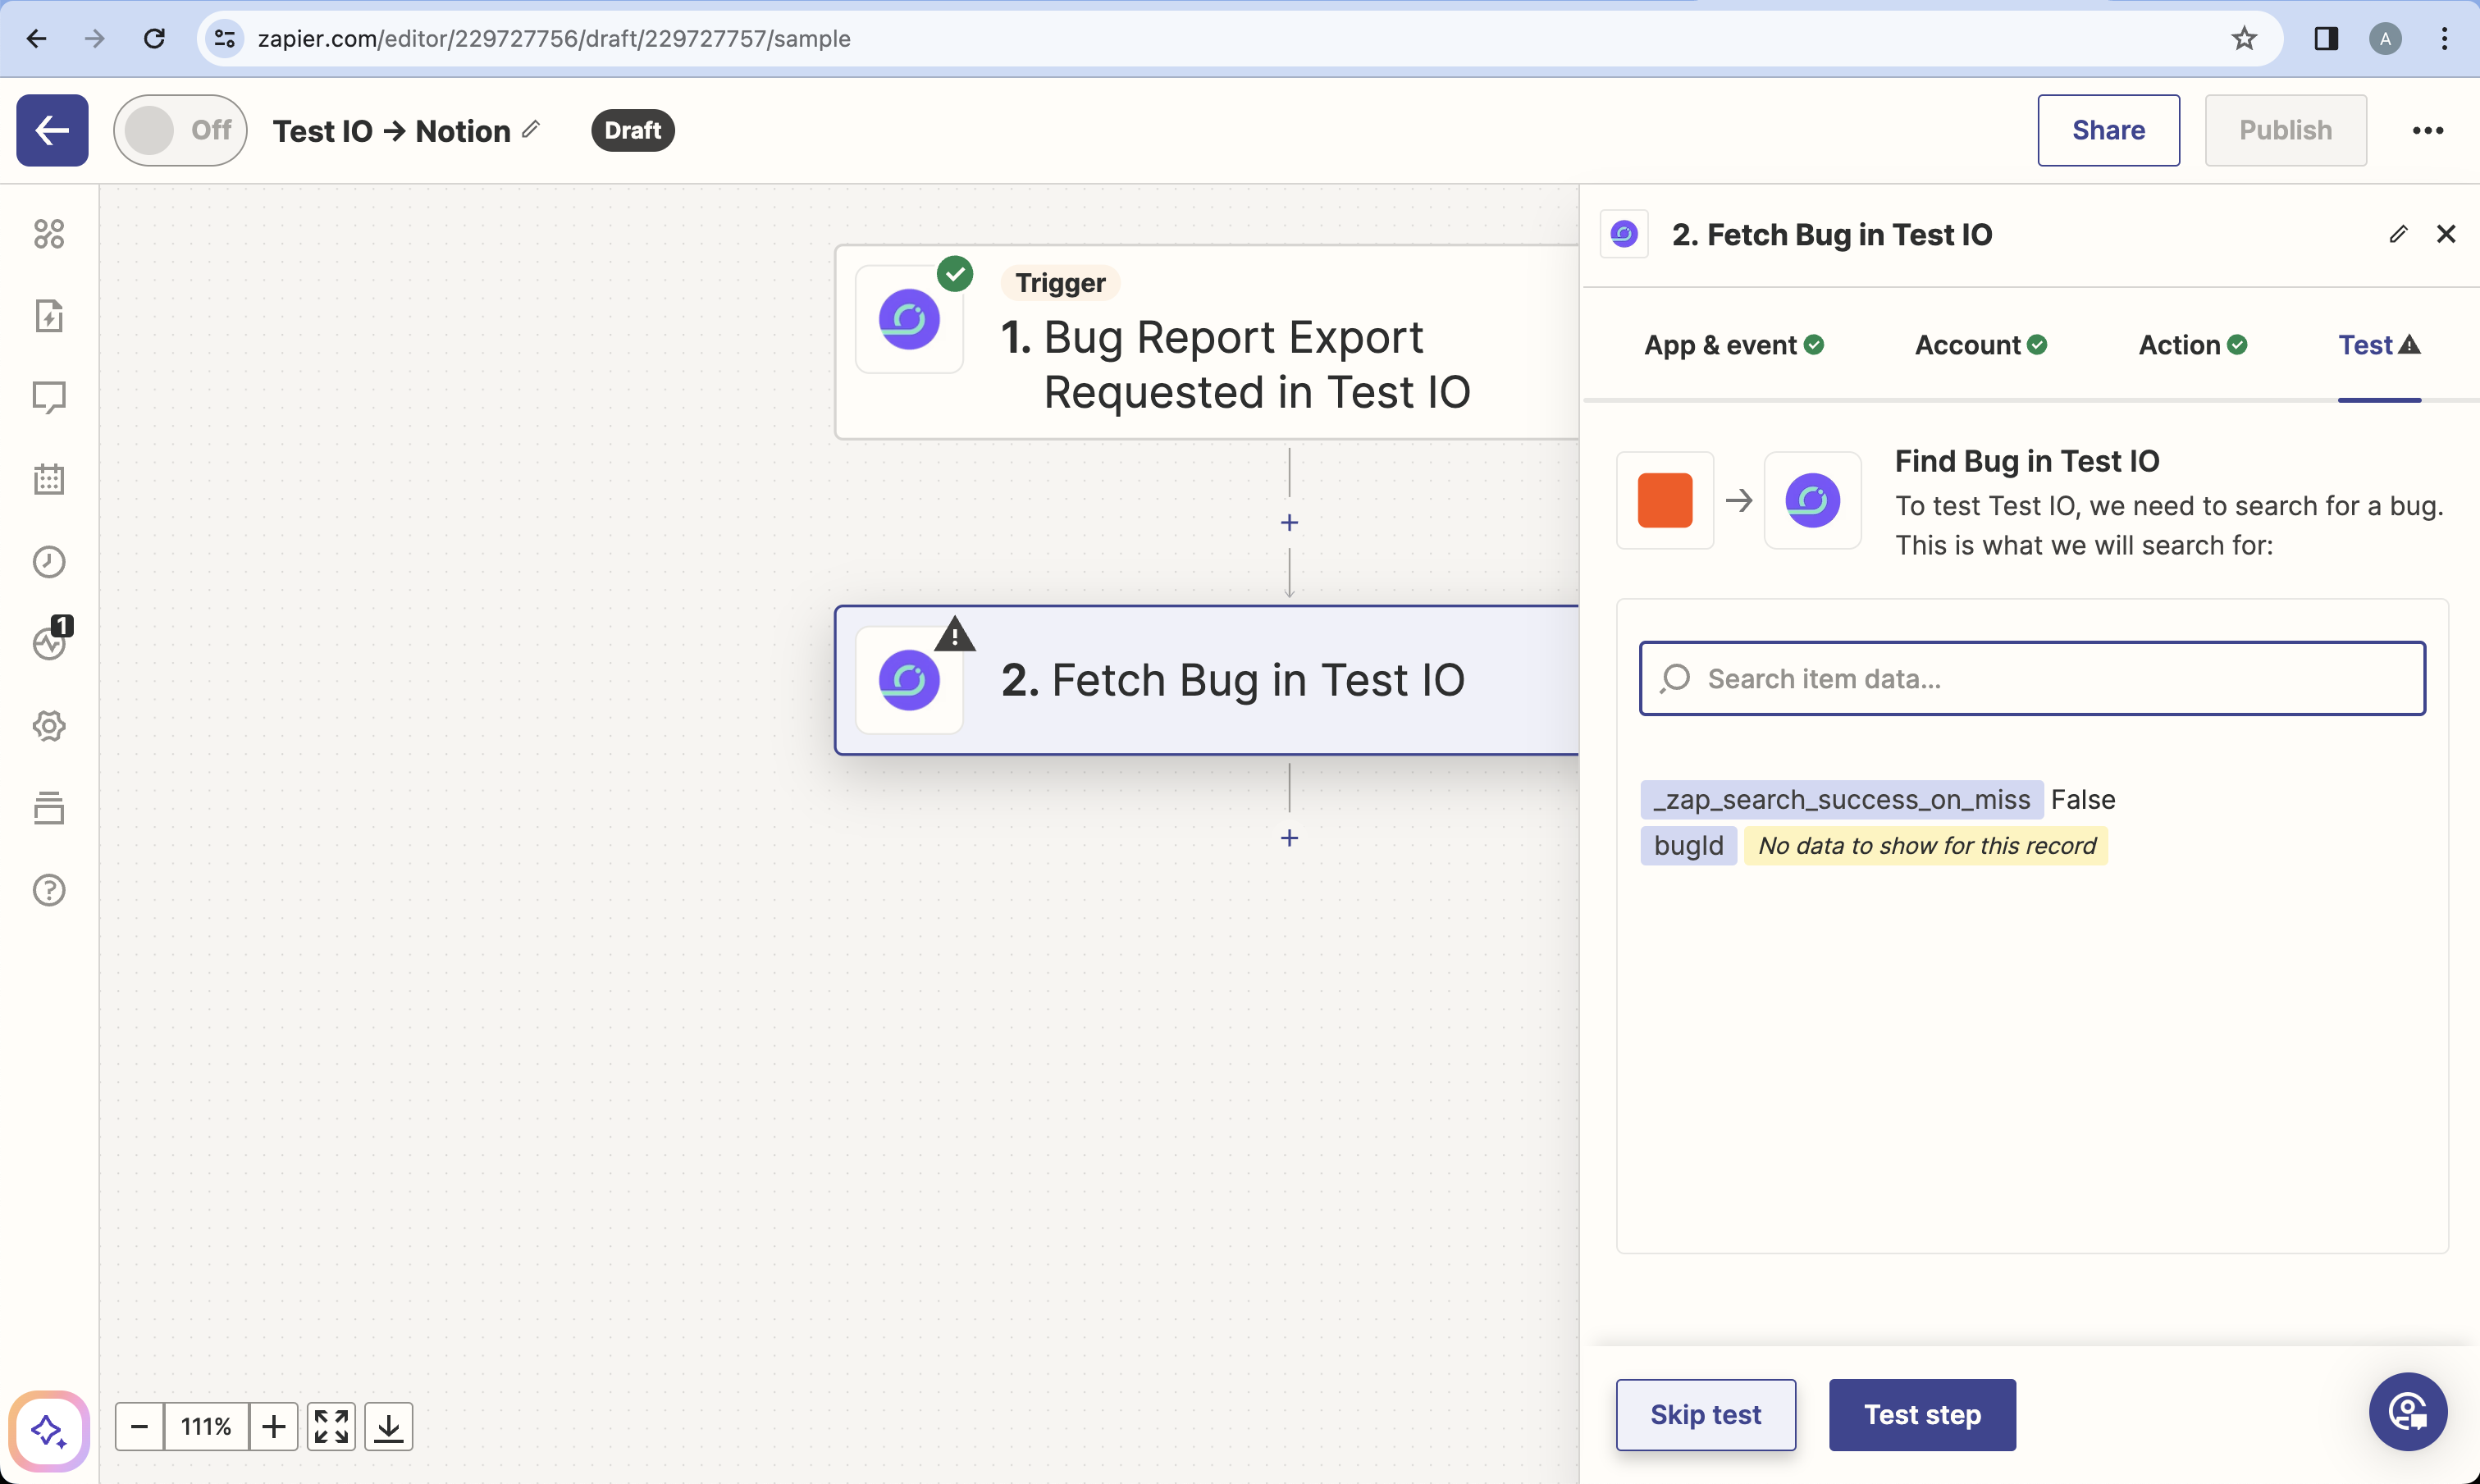 zapier.com/editor/229727756/draft/229727757/sample
A
Off
Test IO → Notion
Draft
Share
Publish
Trigger
1. Bug Report Export
Requested in Test IO
2. Fetch Bug in Test IO
1
111%
2. Fetch Bug in Test IO
App & event
Account
Action
Test
Find Bug in Test IO
To test Test IO, we need to search for a bug.
This is what we will search for:
Search item data...
_zap_search_success_on_miss False
bugId No data to show for this record
Skip test
Test step